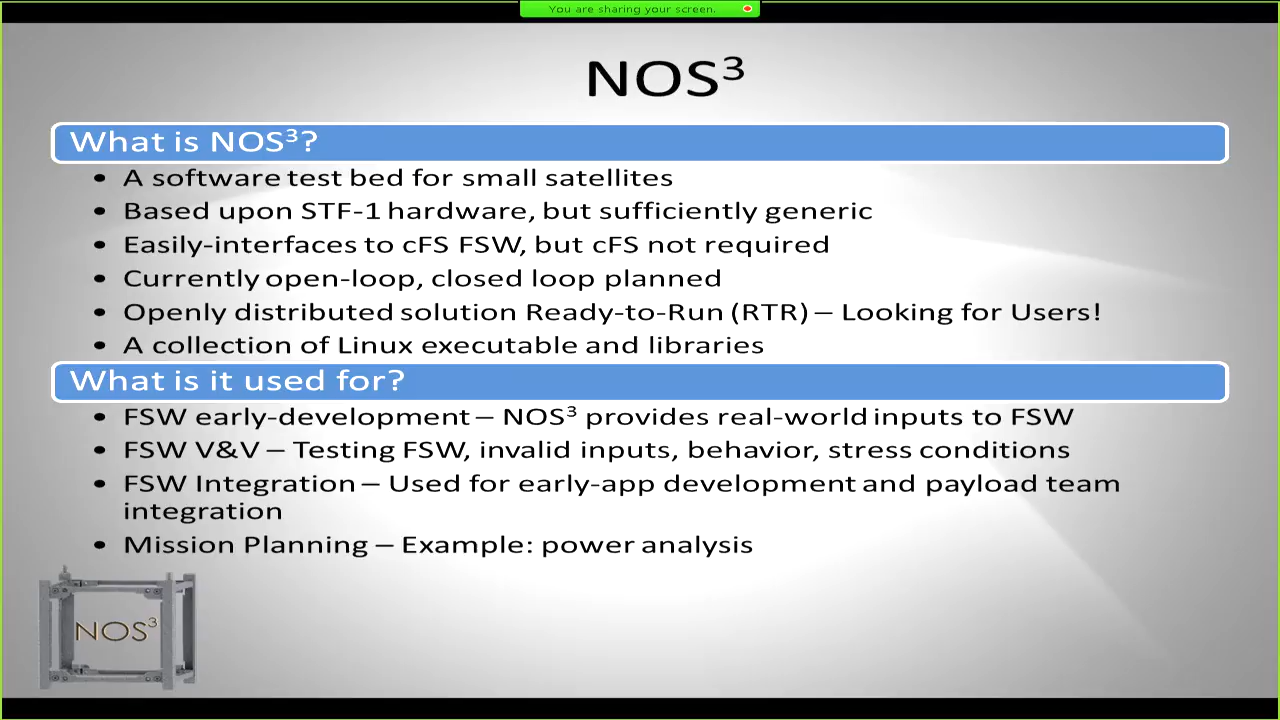 You are sharing your screen.
NOS³
What is NOS³?
• A software test bed for small satellites
• Based upon STF-1 hardware, but sufficiently generic
• Easily-interfaces to cFS FSW, but cFS not required
• Currently open-loop, closed loop planned
• Openly distributed solution Ready-to-Run (RTR) – Looking for Users!
• A collection of Linux executable and libraries
What is it used for?
• FSW early-development – NOS³ provides real-world inputs to FSW
• FSW V&V – Testing FSW, invalid inputs, behavior, stress conditions
• FSW Integration – Used for early-app development and payload team
integration
• Mission Planning – Example: power analysis
NOS³